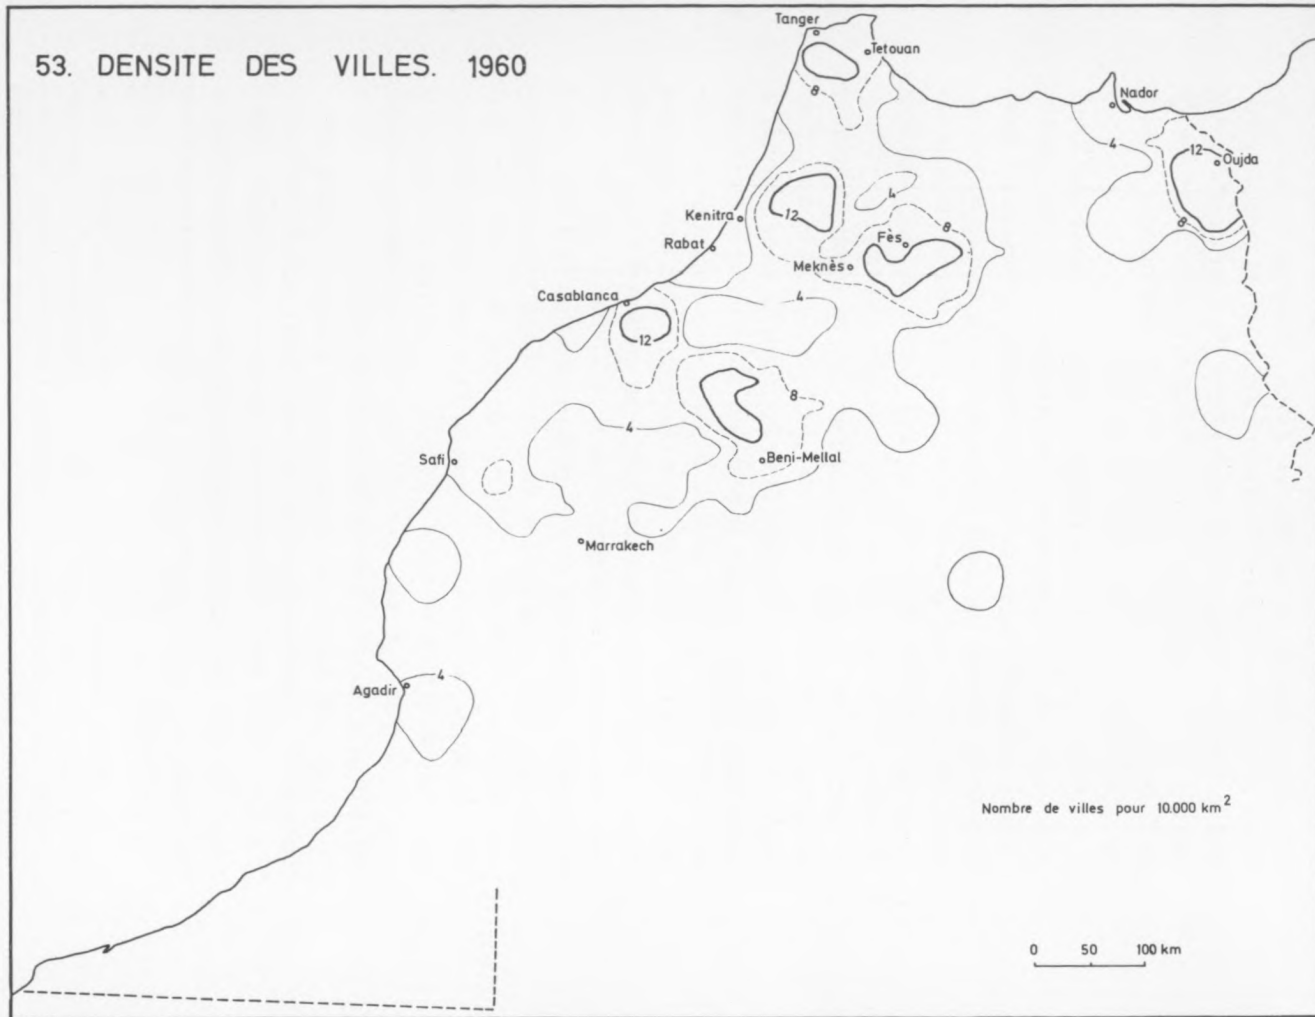 53. DENSITE DES VILLES. 1960
Tanger
Tetouan
8
Nador
4
12
Oujda
8
4
12
Kenitra
8
Fès
Rabat
Meknès
4
Casablanca
12
8
4
Safi
Beni-Mellal
Marrakech
4
Agadir
Nombre de villes pour 10.000 km²
0 50 100 km